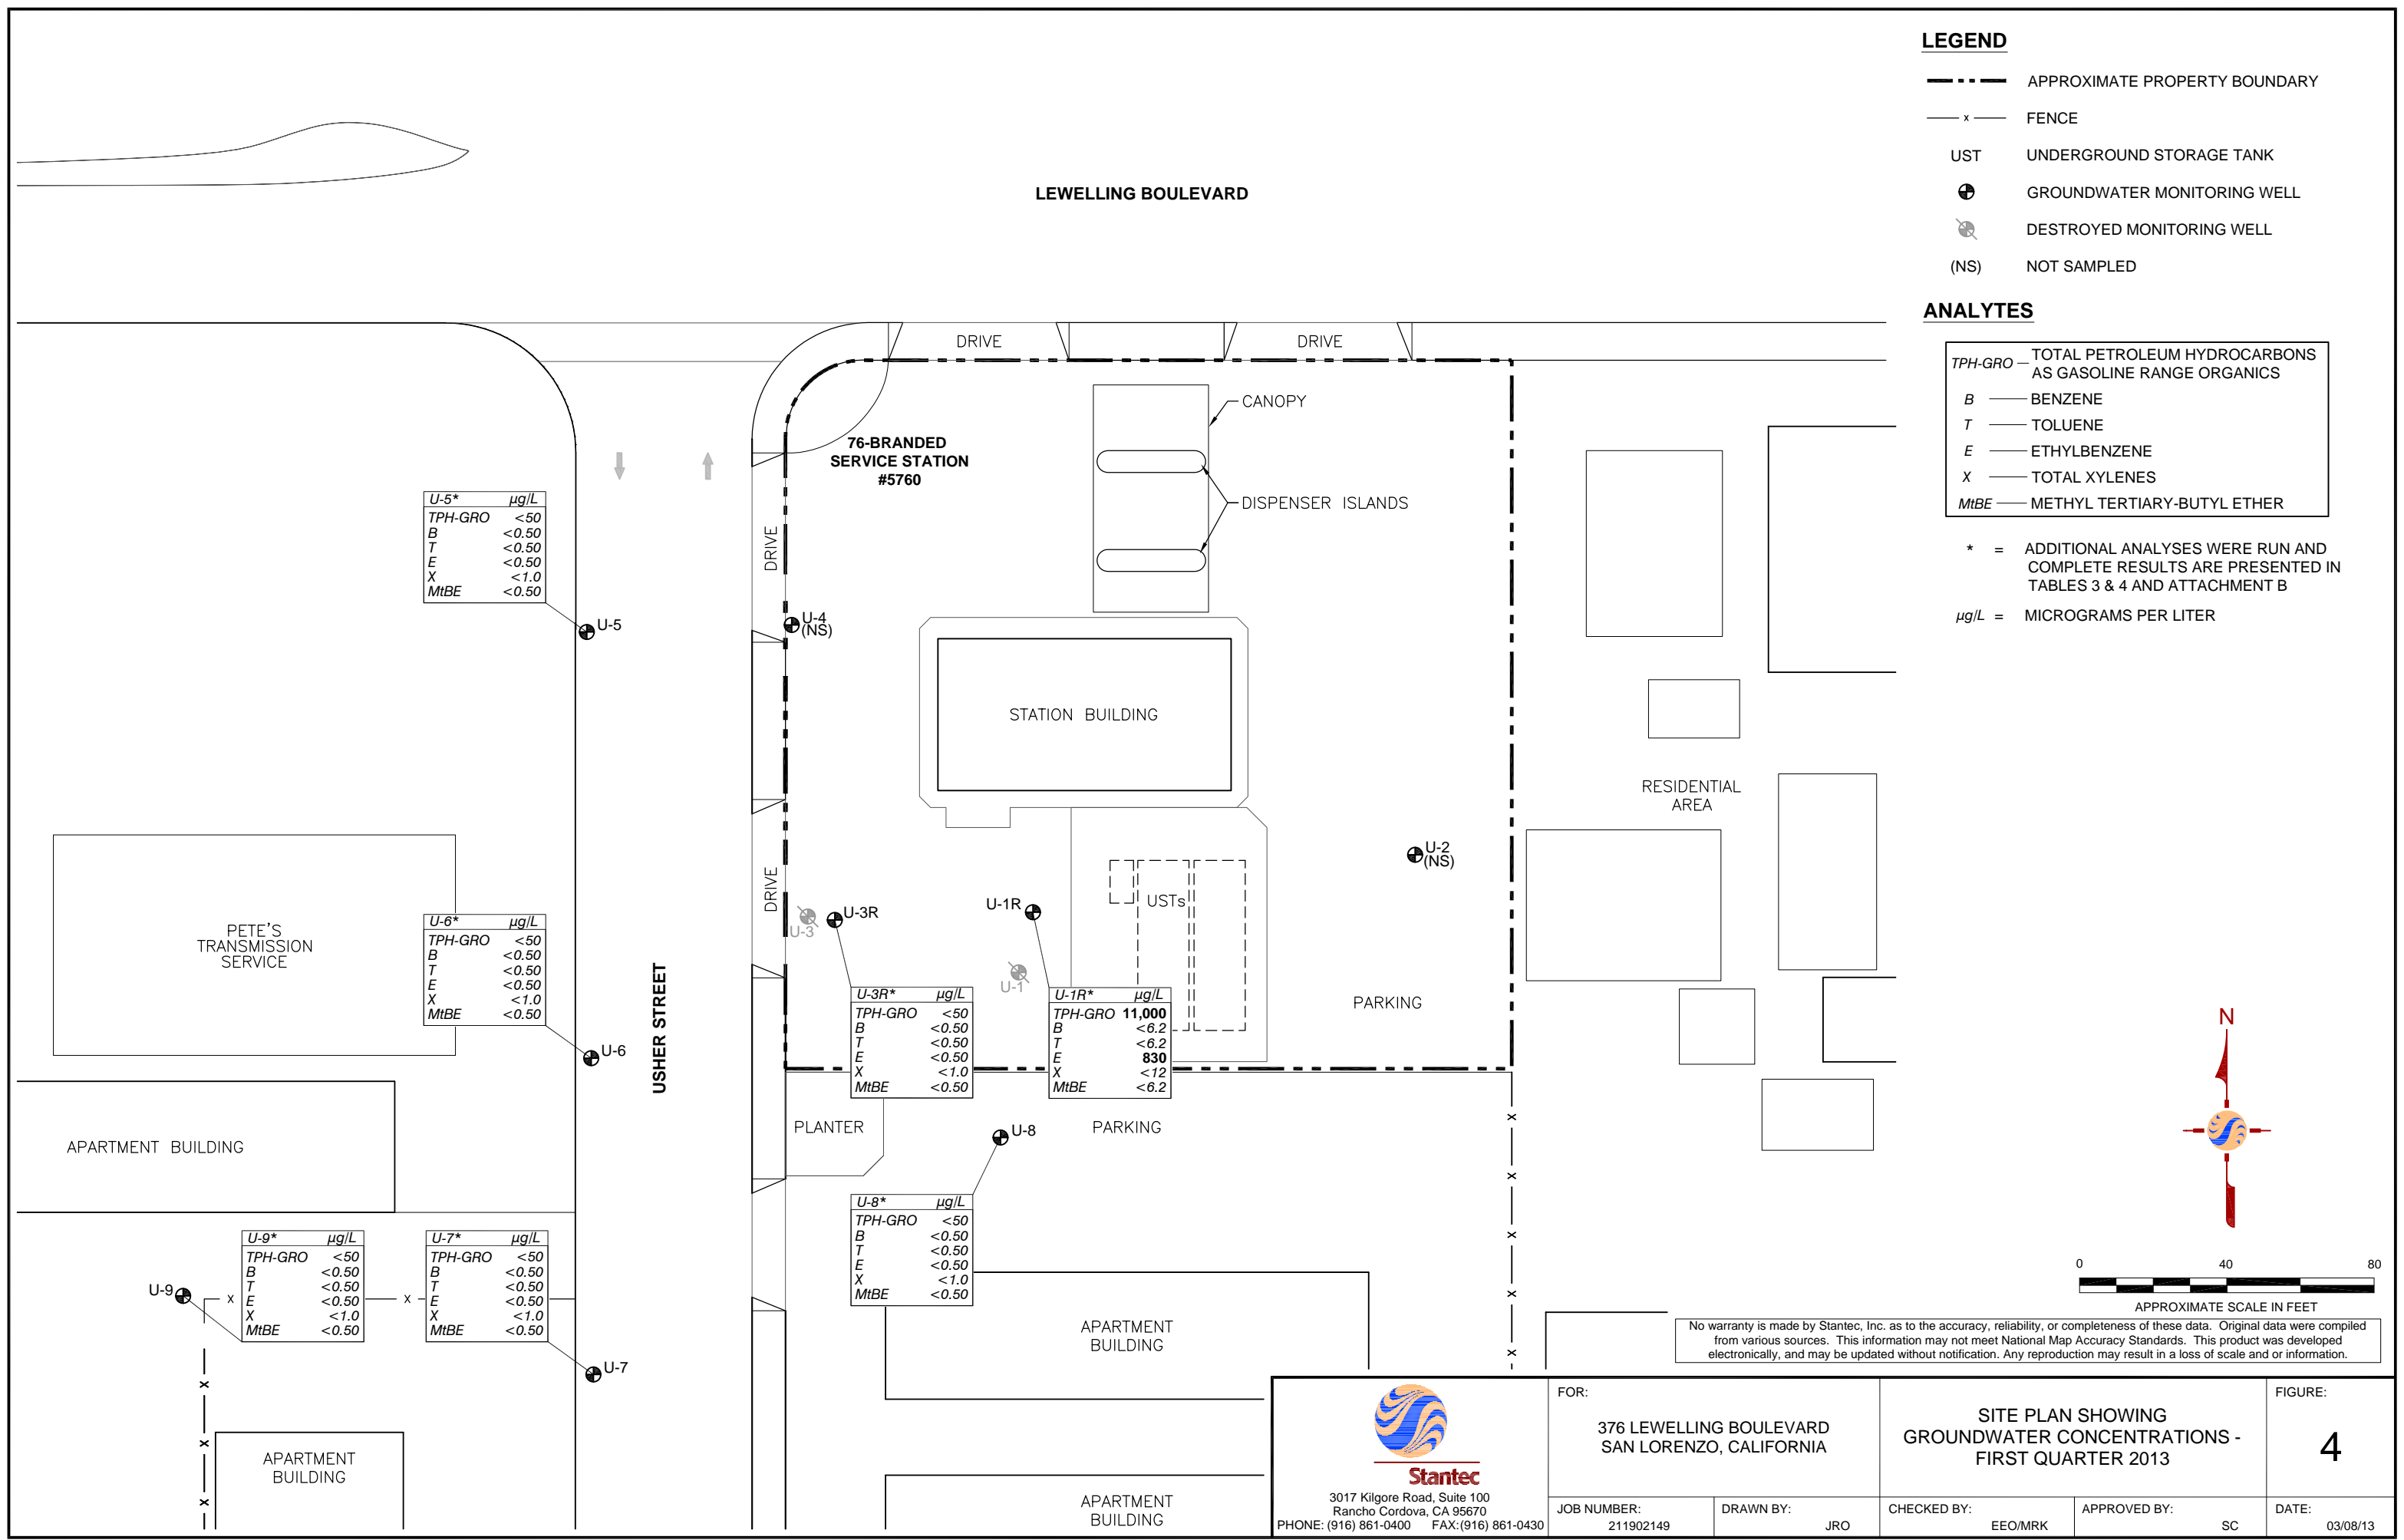 LEGEND
APPROXIMATE PROPERTY BOUNDARY
x FENCE
UST UNDERGROUND STORAGE TANK
GROUNDWATER MONITORING WELL
DESTROYED MONITORING WELL
(NS) NOT SAMPLED
ANALYTES
TPH-GRO TOTAL PETROLEUM HYDROCARBONS
AS GASOLINE RANGE ORGANICS
B BENZENE
T TOLUENE
E ETHYLBENZENE
X TOTAL XYLENES
MtBE METHYL TERTIARY-BUTYL ETHER
* = ADDITIONAL ANALYSES WERE RUN AND
COMPLETE RESULTS ARE PRESENTED IN
TABLES 3 & 4 AND ATTACHMENT B
µg/L = MICROGRAMS PER LITER
LEWELLING BOULEVARD
DRIVE
DRIVE
CANOPY
76-BRANDED
SERVICE STATION
#5760
DISPENSER ISLANDS
DRIVE
U-5* µg/L
TPH-GRO <50
B <0.50
T <0.50
E <0.50
X <1.0
MtBE <0.50
U-5
U-4
(NS)
STATION BUILDING
RESIDENTIAL
AREA
U-2
(NS)
DRIVE
USTs
U-1R
U-3R
U-3
U-1
PETE'S
TRANSMISSION
SERVICE
U-6* µg/L
TPH-GRO <50
B <0.50
T <0.50
E <0.50
X <1.0
MtBE <0.50
U-6
USHER STREET
U-3R* µg/L
TPH-GRO <50
B <0.50
T <0.50
E <0.50
X <1.0
MtBE <0.50
U-1R* µg/L
TPH-GRO 11,000
B <6.2
T <6.2
E 830
X <12
MtBE <6.2
PARKING
N
PLANTER
U-8
PARKING
APARTMENT BUILDING
U-8* µg/L
TPH-GRO <50
B <0.50
T <0.50
E <0.50
X <1.0
MtBE <0.50
U-9* µg/L
TPH-GRO <50
B <0.50
T <0.50
E <0.50
X <1.0
MtBE <0.50
U-7* µg/L
TPH-GRO <50
B <0.50
T <0.50
E <0.50
X <1.0
MtBE <0.50
U-9
x
x
U-7
x
x
x
x
x
x
x
x
APARTMENT
BUILDING
APARTMENT
BUILDING
APARTMENT
BUILDING
0 40 80
APPROXIMATE SCALE IN FEET
No warranty is made by Stantec, Inc. as to the accuracy, reliability, or completeness of these data. Original data were compiled
from various sources. This information may not meet National Map Accuracy Standards. This product was developed
electronically, and may be updated without notification. Any reproduction may result in a loss of scale and or information.
Stantec
3017 Kilgore Road, Suite 100
Rancho Cordova, CA 95670
PHONE: (916) 861-0400 FAX:(916) 861-0430
FOR:
376 LEWELLING BOULEVARD
SAN LORENZO, CALIFORNIA
SITE PLAN SHOWING
GROUNDWATER CONCENTRATIONS -
FIRST QUARTER 2013
FIGURE:
4
JOB NUMBER:
211902149
DRAWN BY:
JRO
CHECKED BY:
EEO/MRK
APPROVED BY:
SC
DATE:
03/08/13